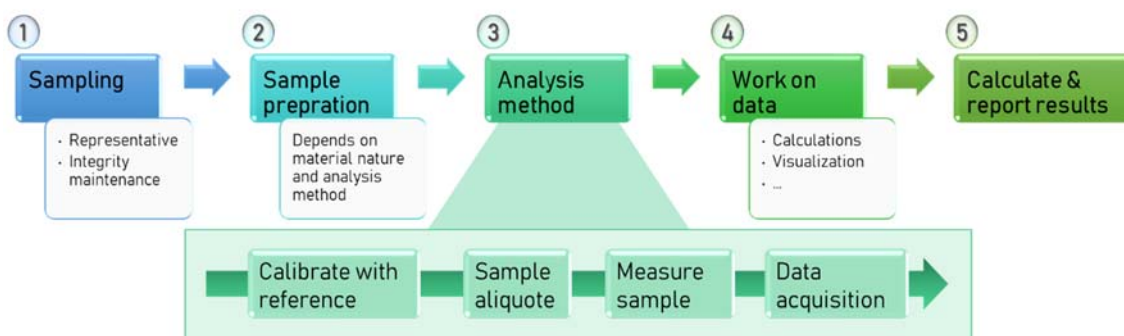 1
Sampling
· Representative
· Integrity
maintenance
2
Sample
prepration
Depends on
material nature
and analysis
method
3
Analysis
method
4
Work on
data
· Calculations
· Visualization
· ...
5
Calculate &
report results
Calibrate with
reference
Sample
aliquote
Measure
sample
Data
acquisition